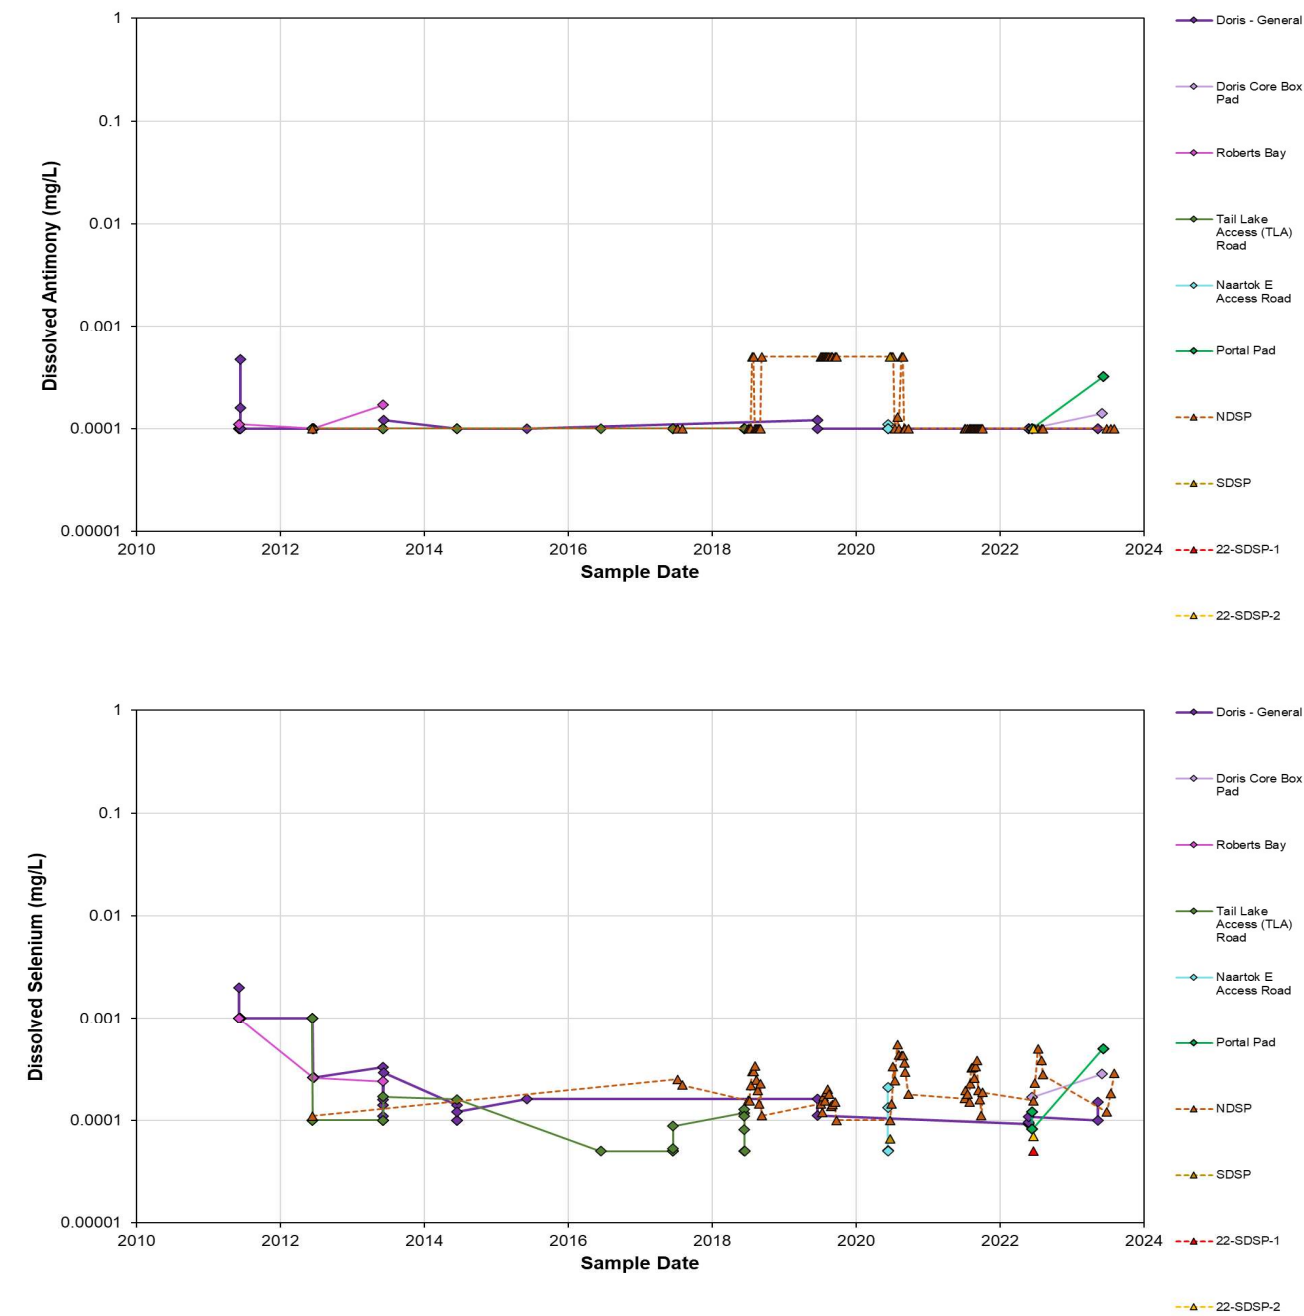 1
0.1
0.01
0.001
0.0001
0.00001
Dissolved Antimony (mg/L)
2010 2012 2014 2016 2018 2020 2022 2024
Sample Date
Doris - General
Doris Core Box
Pad
Roberts Bay
Tail Lake
Access (TLA)
Road
Naartok E
Access Road
Portal Pad
NDSP
SDSP
22-SDSP-1
22-SDSP-2
1
0.1
0.01
0.001
0.0001
0.00001
Dissolved Selenium (mg/L)
2010 2012 2014 2016 2018 2020 2022 2024
Sample Date
Doris - General
Doris Core Box
Pad
Roberts Bay
Tail Lake
Access (TLA)
Road
Naartok E
Access Road
Portal Pad
NDSP
SDSP
22-SDSP-1
22-SDSP-2